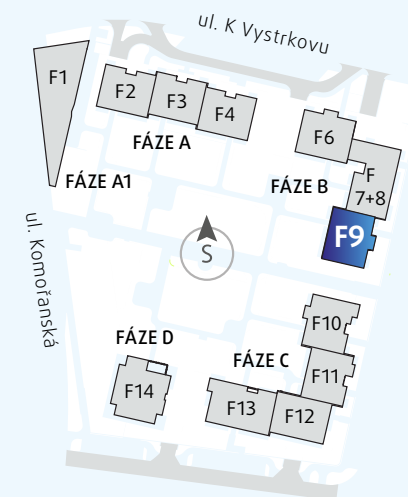 ul. K Vystrkovu
F1
F2
F3
F4
FÁZE A
F6
FÁZE A1
FÁZE B
F
7+8
F9
ul. Komořanská
S
F10
FÁZE D
FÁZE C
F11
F14
F13
F12